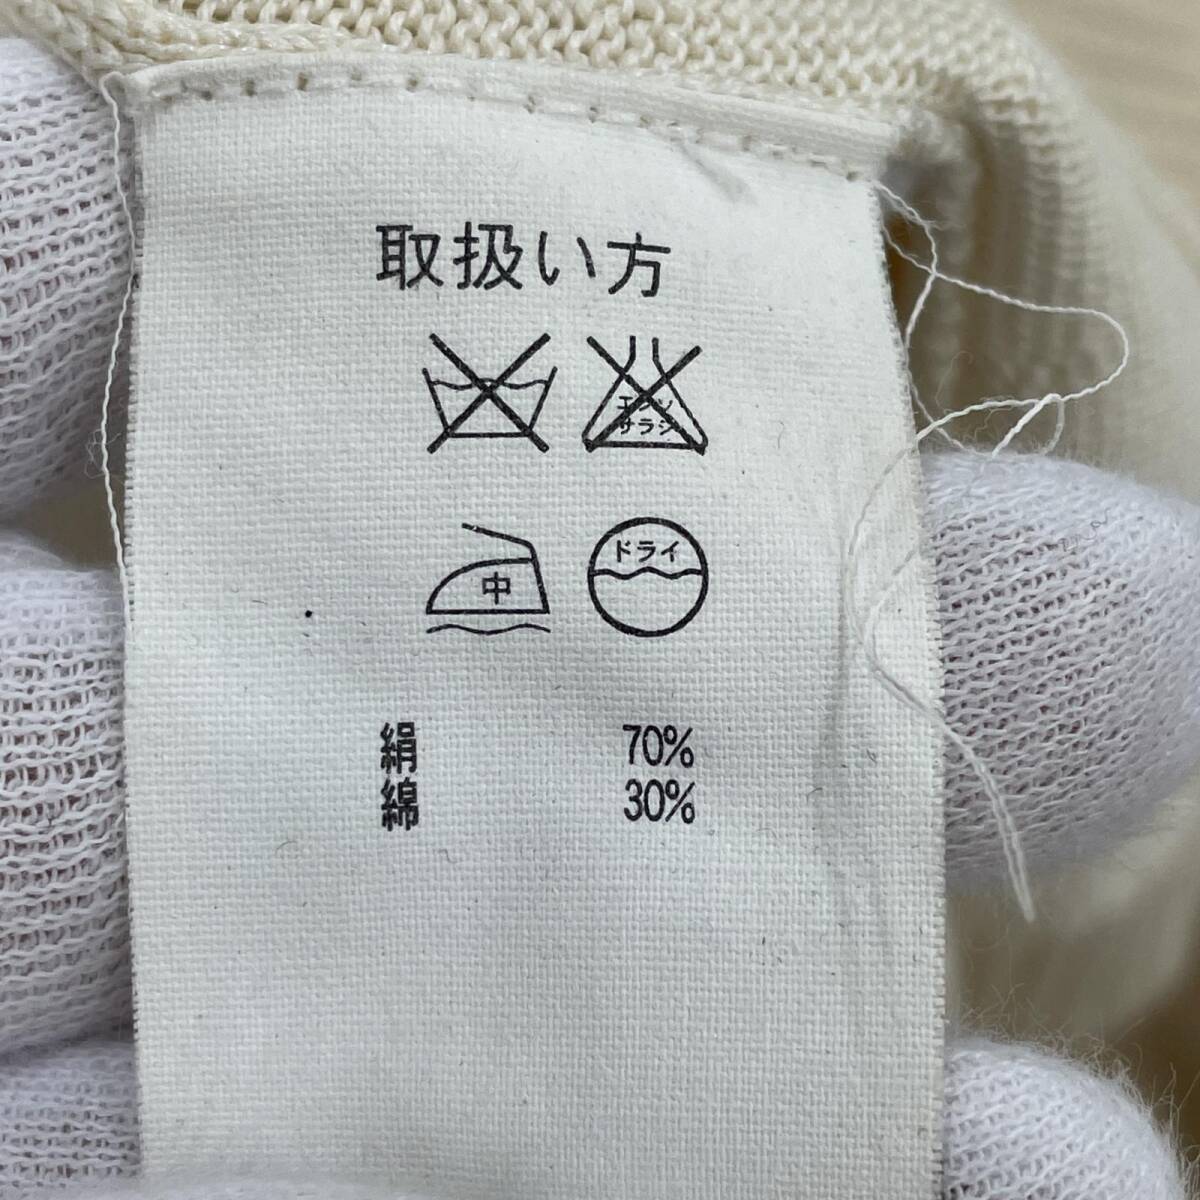 取扱い方
エンソ
サラシ
中
ドライ
絹 70%
綿 30%